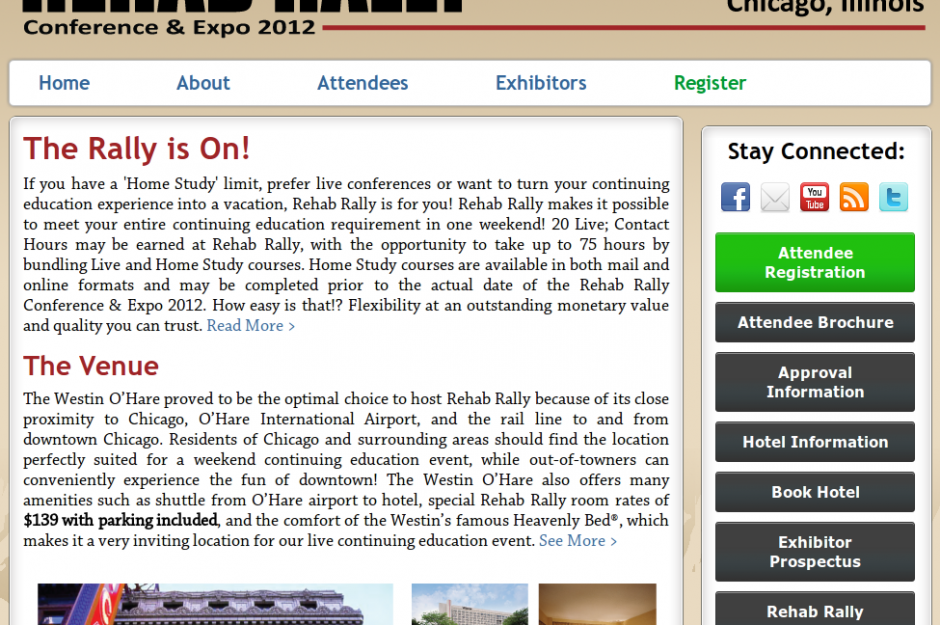 REHAB RALLY
Chicago, Illinois
Conference & Expo 2012
Home About Attendees Exhibitors Register
The Rally is On!
If you have a 'Home Study' limit, prefer live conferences or want to turn your continuing
education experience into a vacation, Rehab Rally is for you! Rehab Rally makes it possible
to meet your entire continuing education requirement in one weekend! 20 Live; Contact
Hours may be earned at Rehab Rally, with the opportunity to take up to 75 hours by
bundling Live and Home Study courses. Home Study courses are available in both mail and
online formats and may be completed prior to the actual date of the Rehab Rally
Conference & Expo 2012. How easy is that!? Flexibility at an outstanding monetary value
and quality you can trust. Read More >
The Venue
The Westin O’Hare proved to be the optimal choice to host Rehab Rally because of its close
proximity to Chicago, O’Hare International Airport, and the rail line to and from
downtown Chicago. Residents of Chicago and surrounding areas should find the location
perfectly suited for a weekend continuing education event, while out-of-towners can
conveniently experience the fun of downtown! The Westin O’Hare also offers many
amenities such as shuttle from O’Hare airport to hotel, special Rehab Rally room rates of
$139 with parking included, and the comfort of the Westin’s famous Heavenly Bed®, which
makes it a very inviting location for our live continuing education event. See More >
Stay Connected:
f
You
Tube
t
Attendee
Registration
Attendee Brochure
Approval
Information
Hotel Information
Book Hotel
Exhibitor
Prospectus
Rehab Rally